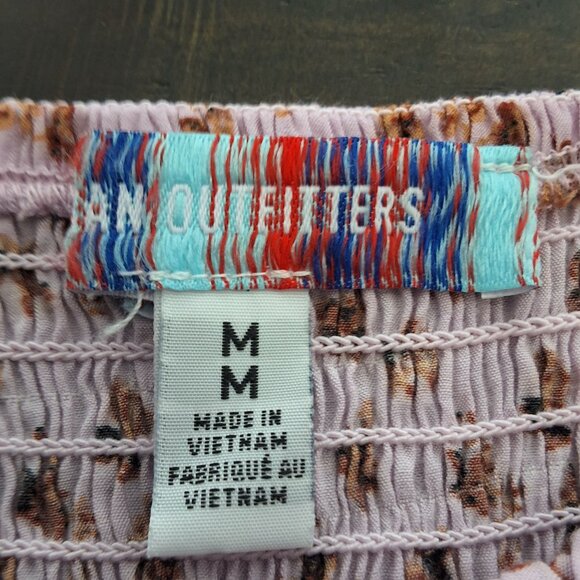 AN OUTFITTERS
M
M
MADE IN
VIETNAM
FABRIQUÉ AU
VIETNAM